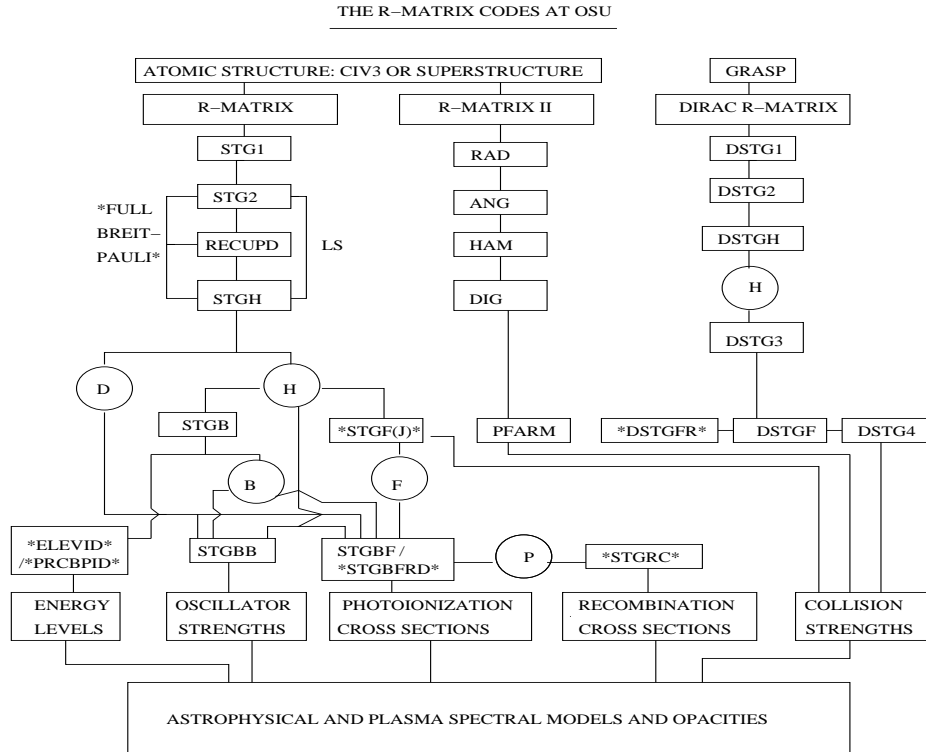 THE R–MATRIX CODES AT OSU
ATOMIC STRUCTURE: CIV3 OR SUPERSTRUCTURE
GRASP
R–MATRIX
R–MATRIX II
DIRAC R–MATRIX
STG1
RAD
DSTG1
*FULL
BREIT–
PAULI*
STG2
LS
ANG
DSTG2
RECUPD
HAM
DSTGH
STGH
DIG
H
DSTG3
D
H
STGB
*STGF(J)*
PFARM
*DSTGFR*
DSTGF
DSTG4
B
F
*ELEVID*
/*PRCBPID*
STGBB
STGBF /
*STGBFRD*
P
*STGRC*
ENERGY
LEVELS
OSCILLATOR
STRENGTHS
PHOTOIONIZATION
CROSS SECTIONS
RECOMBINATION
CROSS SECTIONS
COLLISION
STRENGTHS
ASTROPHYSICAL AND PLASMA SPECTRAL MODELS AND OPACITIES